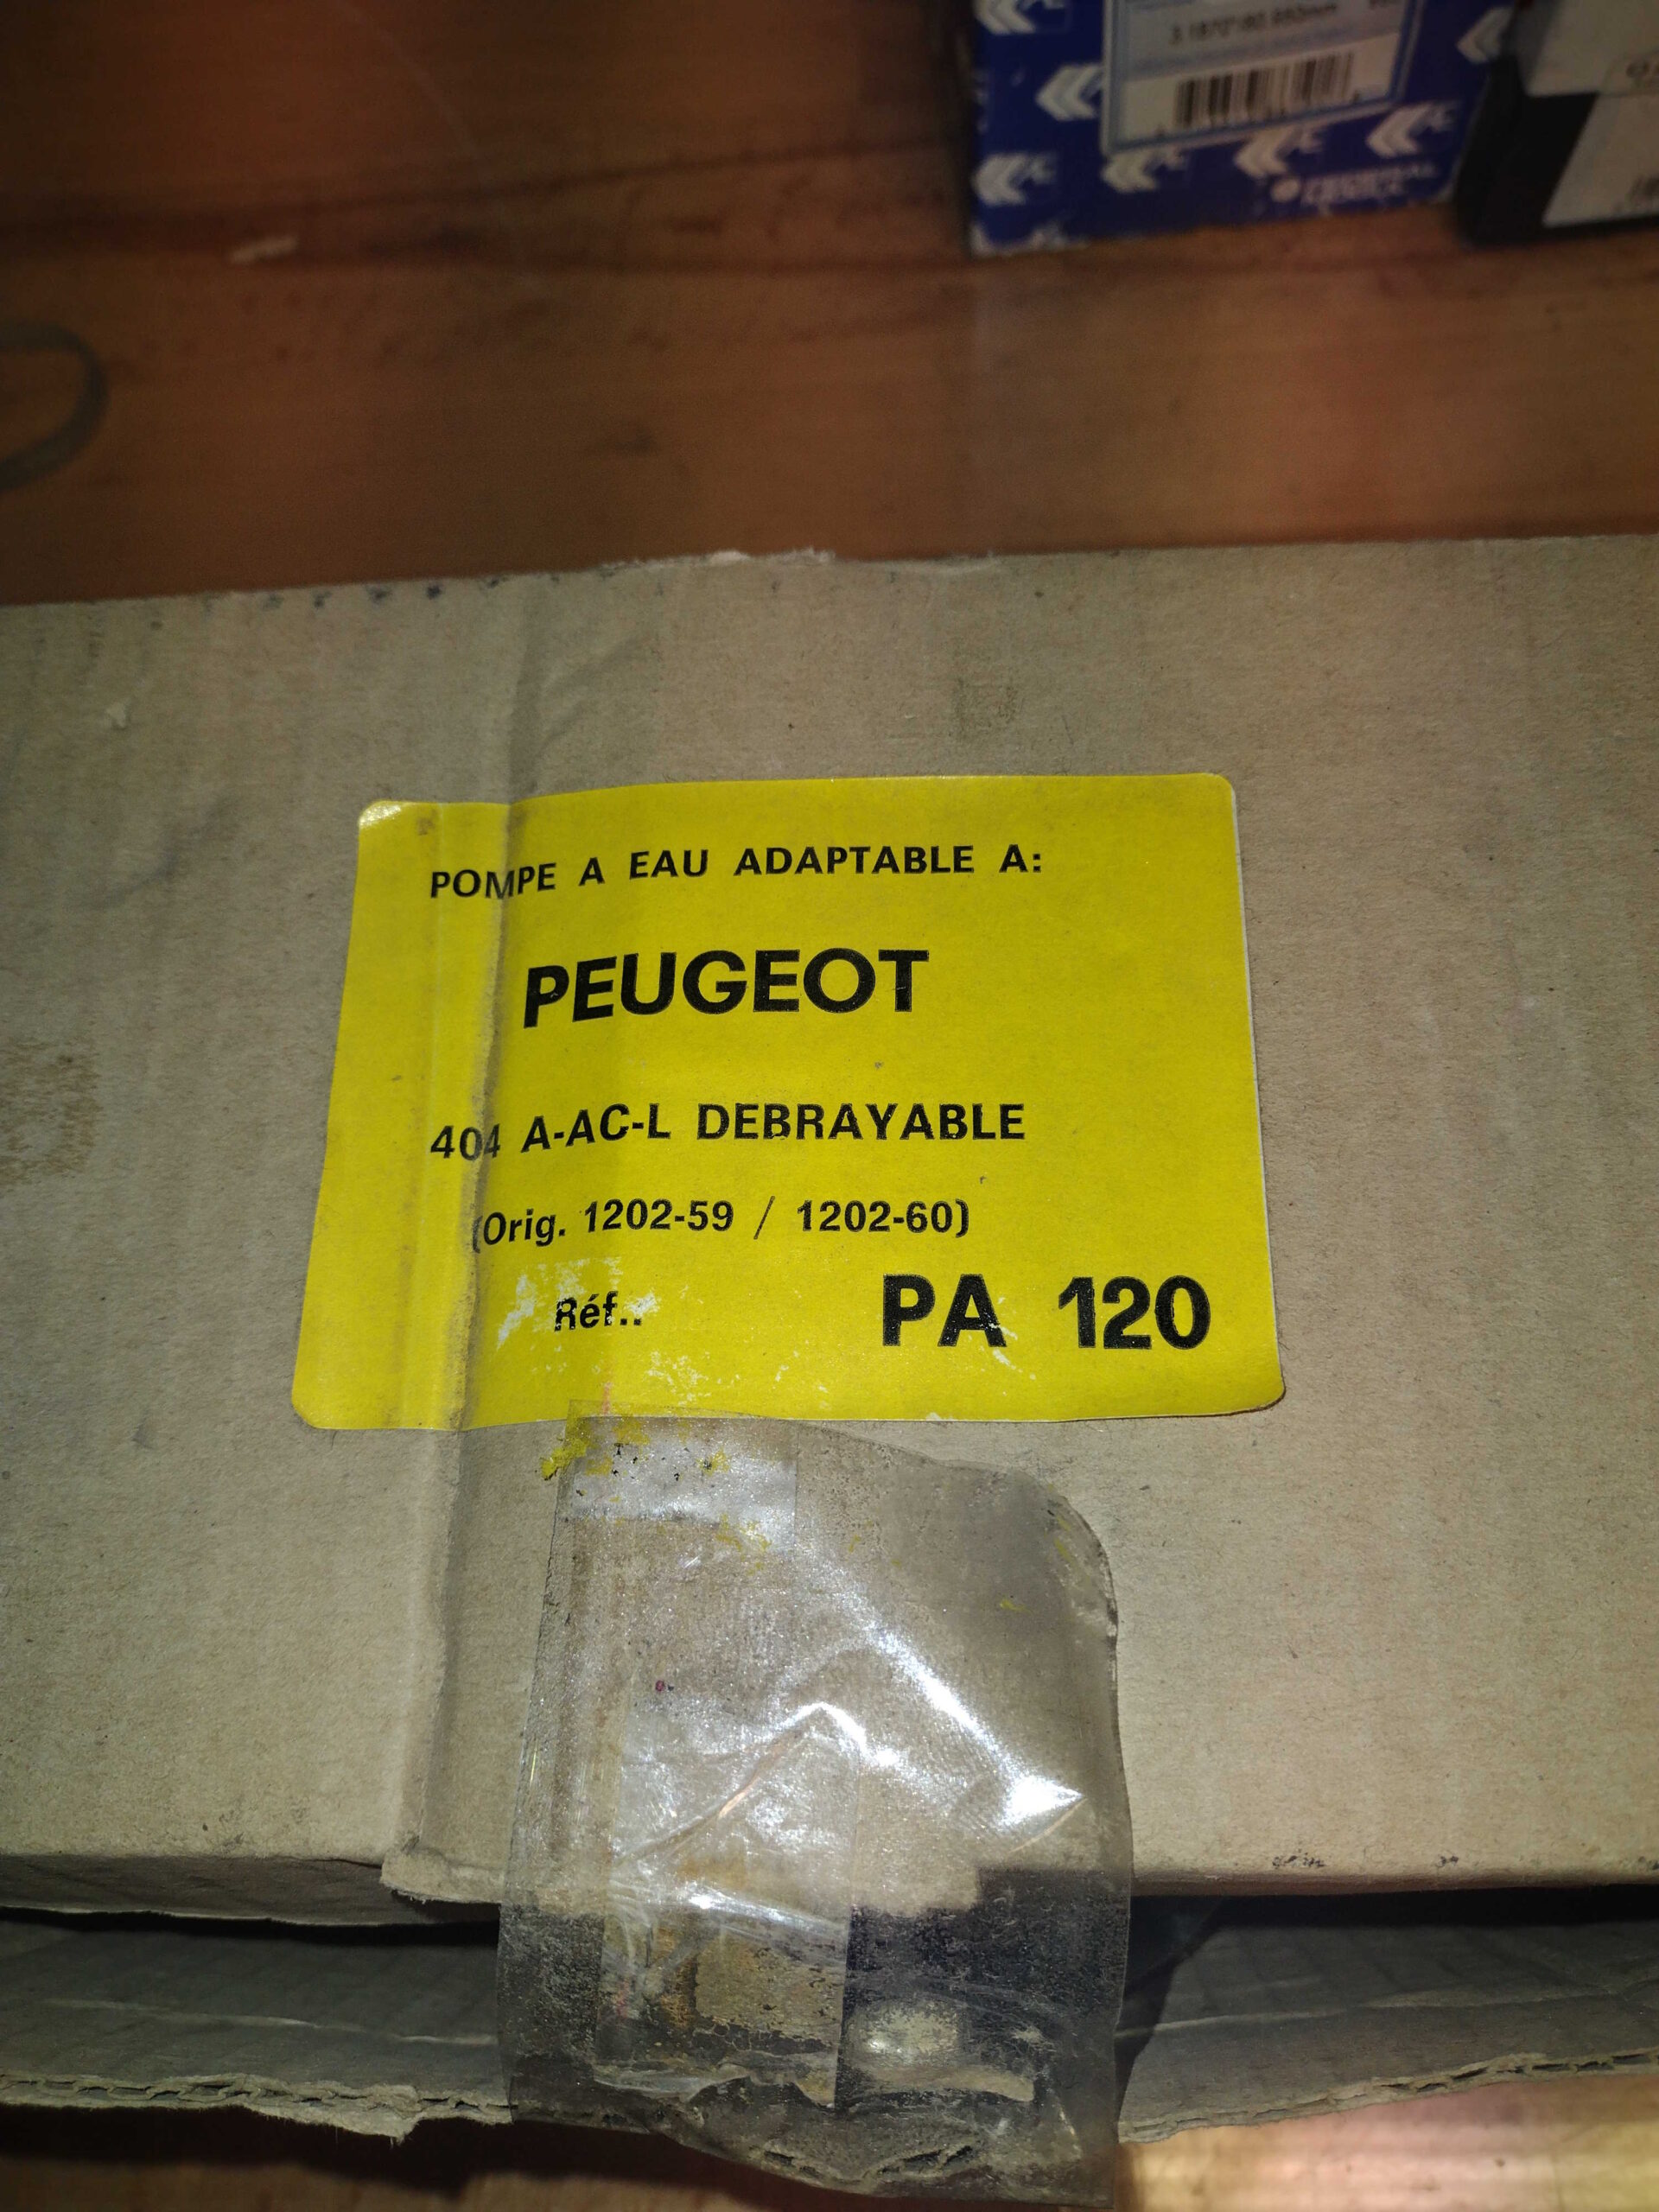 POMPE A EAU ADAPTABLE A:
PEUGEOT
404 A-AC-L DEBRAYABLE
(Orig. 1202-59 / 1202-60)
Réf.. PA 120